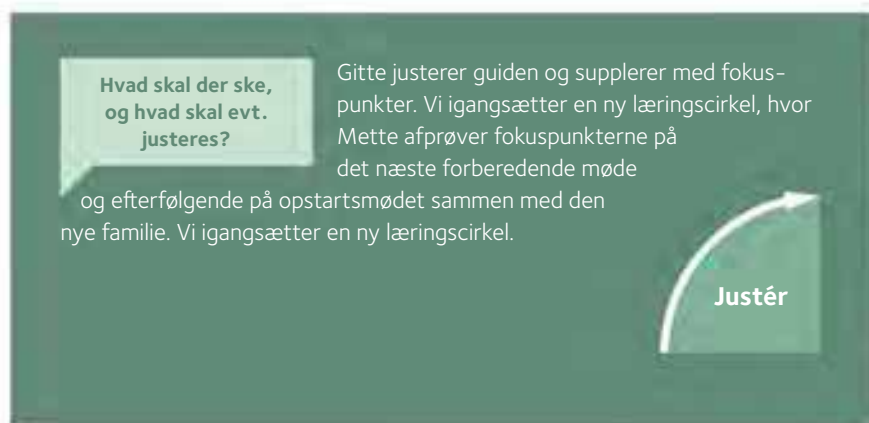 Hvad skal der ske,
og hvad skal evt.
justeres?
Gitte justerer guiden og supplerer med fokus-
punkter. Vi igangsætter en ny læringscirkel, hvor
Mette afprøver fokuspunkterne på
det næste forberedende møde
og efterfølgende på opstartsmødet sammen med den
nye familie. Vi igangsætter en ny læringscirkel.
Justér